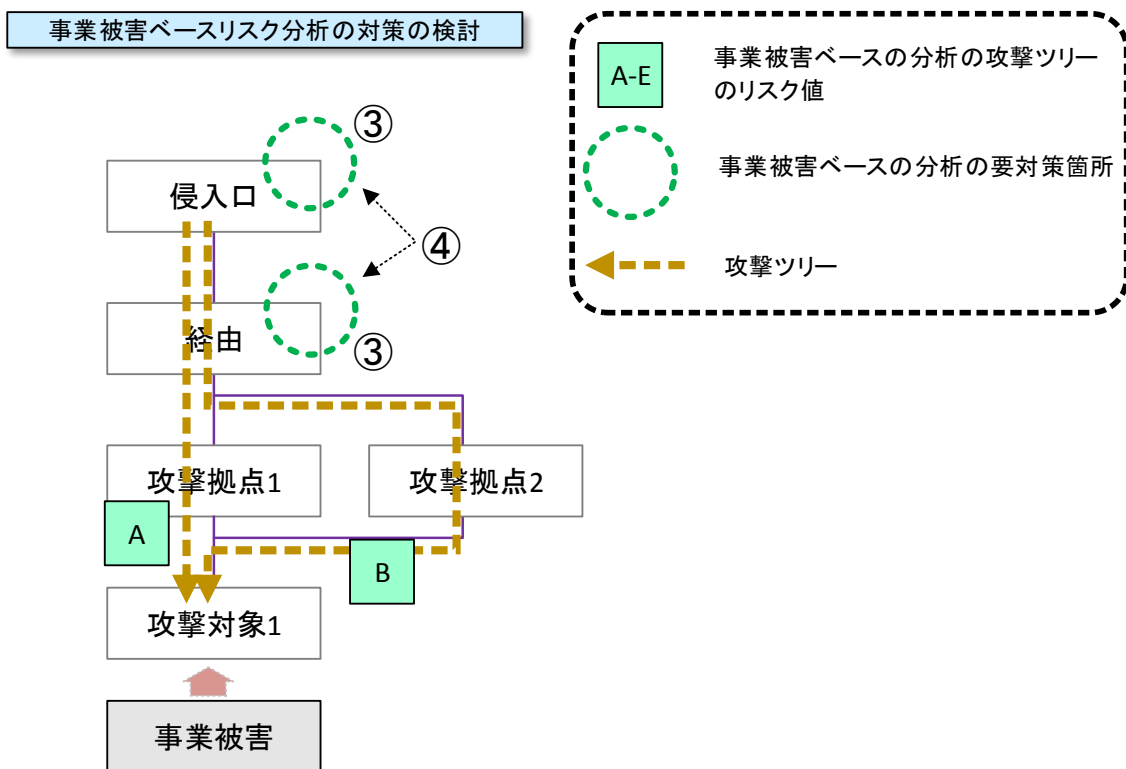 事業被害ベースリスク分析の対策の検討
A-E
事業被害ベースの分析の攻撃ツリー
のリスク値
事業被害ベースの分析の要対策箇所
攻撃ツリー
③
侵入口
④
経由
③
攻撃拠点1
攻撃拠点2
A
B
攻撃対象1
事業被害